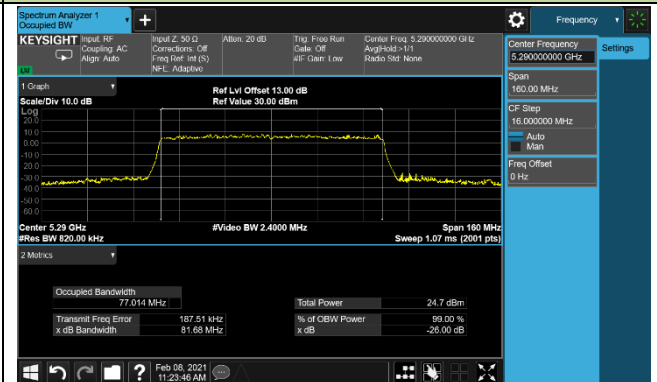 Spectrum Analyzer 1
Occupied BW
Frequency
KEYSIGHT
Input: RF
Coupling: AC
Align: Auto
Input Z: 50 Ω
Corrections: Off
Freq Ref: Int (S)
NFE: Adaptive
Atten: 20 dB
Trig: Free Run
Gate: Off
#IF Gain: Low
Center Freq: 5.290000000 GHz
Avg|Hold:>1/1
Radio Std: None
Center Frequency
5.290000000 GHz
Settings
Span
160.00 MHz
CF Step
16.000000 MHz
Auto
Man
Freq Offset
0 Hz
1 Graph
Scale/Div 10.0 dB
Ref Lvl Offset 13.00 dB
Ref Value 30.00 dBm
Log
20.0
10.0
0.00
-10.0
-20.0
-30.0
-40.0
-50.0
-60.0
Center 5.29 GHz
#Video BW 2.4000 MHz
Span 160 MHz
#Res BW 820.00 kHz
Sweep 1.07 ms (2001 pts)
2 Metrics
Occupied Bandwidth
77.014 MHz
Total Power
24.7 dBm
Transmit Freq Error
187.51 kHz
% of OBW Power
99.00 %
x dB Bandwidth
81.68 MHz
x dB
-26.00 dB
Feb 08, 2021
11:23:46 AM